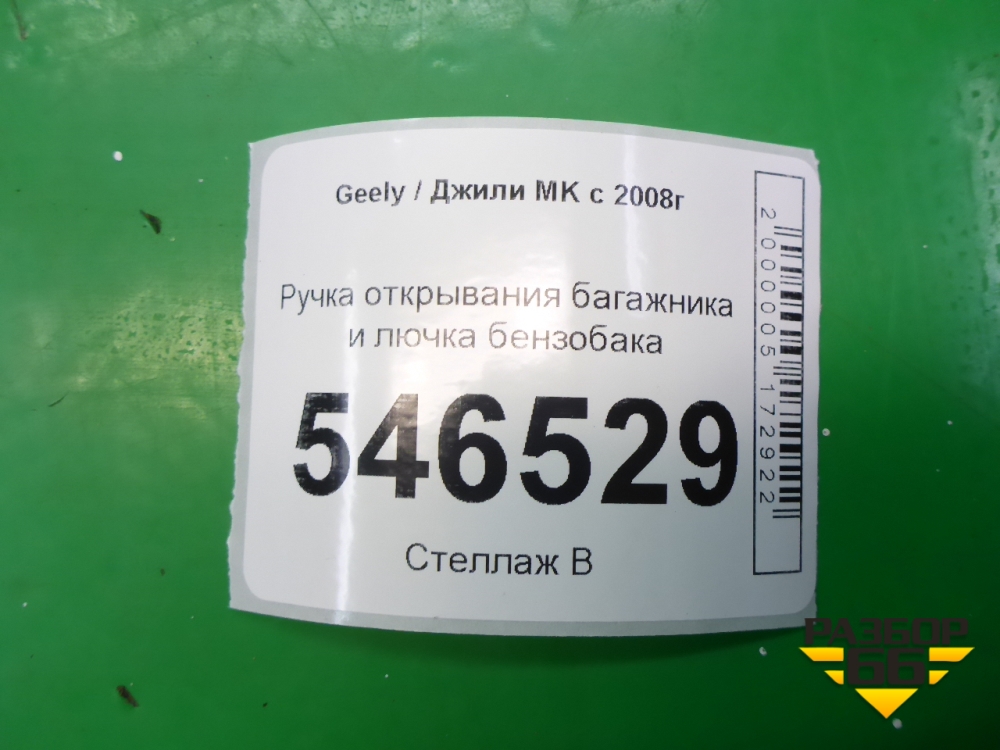 Geely / Джили МК с 2008г
Ручка открывания багажника
и лючка бензобака
546529
Стеллаж В
2000005172922
РАЗБОР
66